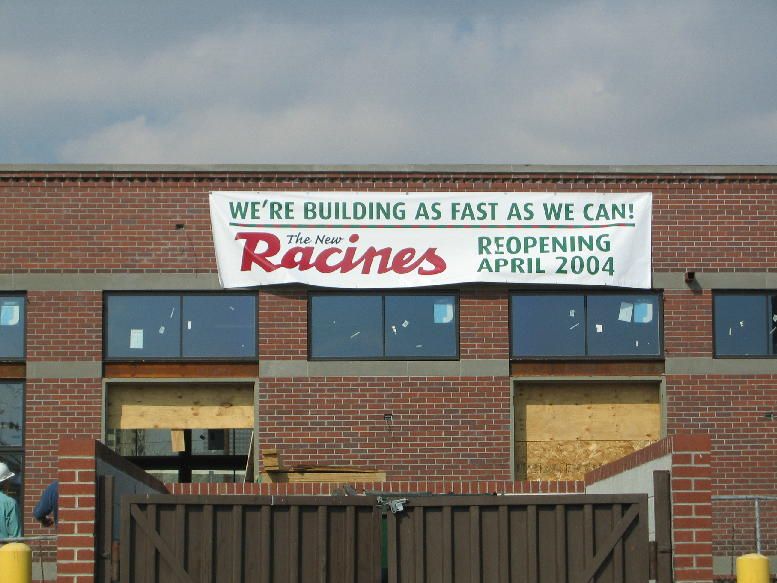 WE'RE BUILDING AS FAST AS WE CAN!
The New
Racines
REOPENING
APRIL 2004